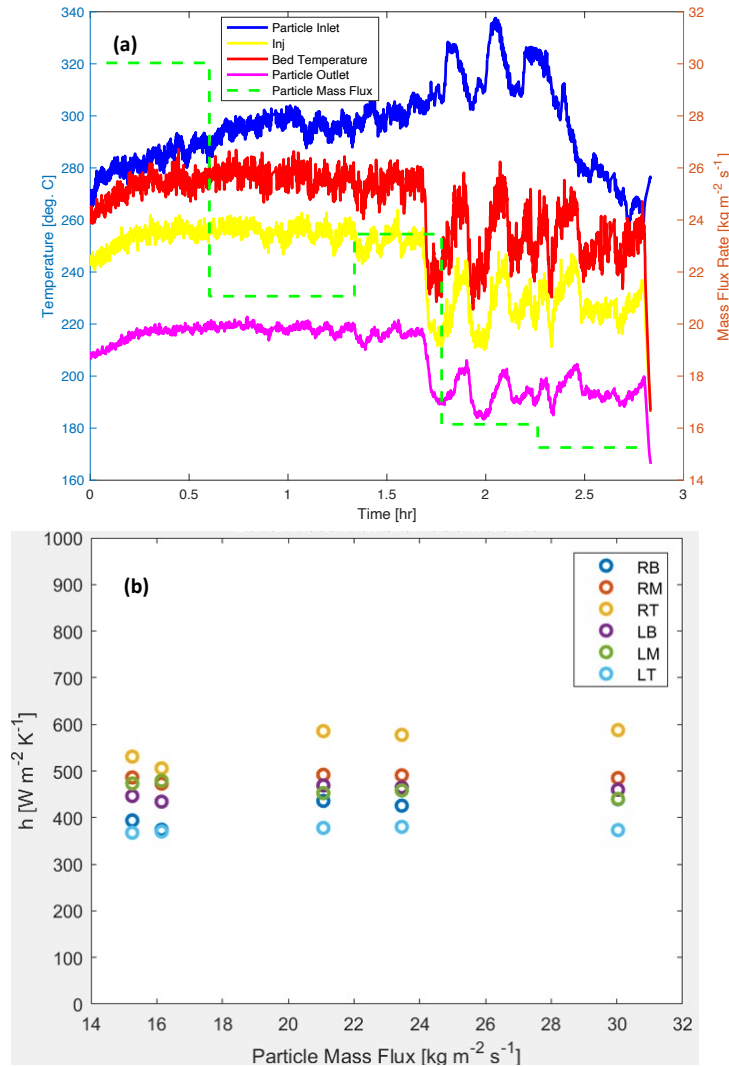 (a)
Particle Inlet
Inj
Bed Temperature
Particle Outlet
Particle Mass Flux
Temperature [deg. C]
340
320
300
280
260
240
220
200
180
160
Mass Flux Rate [kg m-2 s-1]
32
30
28
26
24
22
20
18
16
14
0 0.5 1 1.5 2 2.5 3
Time [hr]
(b)
RB
RM
RT
LB
LM
LT
h [W m-2 K-1]
1000
900
800
700
600
500
400
300
200
100
0
14 16 18 20 22 24 26 28 30 32
Particle Mass Flux [kg m-2 s-1]